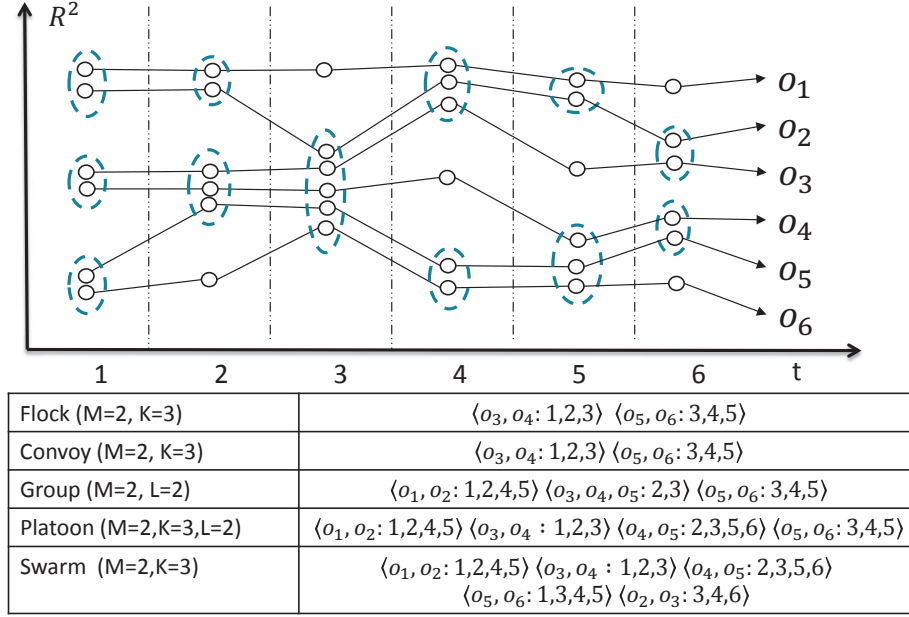 R²
o₁
o₂
o₃
o₄
o₅
o₆
1 2 3 4 5 6 t
Flock (M=2, K=3) ⟨o₃, o₄: 1,2,3⟩ ⟨o₅, o₆: 3,4,5⟩
Convoy (M=2, K=3) ⟨o₃, o₄: 1,2,3⟩ ⟨o₅, o₆: 3,4,5⟩
Group (M=2, L=2) ⟨o₁, o₂: 1,2,4,5⟩ ⟨o₃, o₄, o₅: 2,3⟩ ⟨o₅, o₆: 3,4,5⟩
Platoon (M=2,K=3,L=2) ⟨o₁, o₂: 1,2,4,5⟩ ⟨o₃, o₄ : 1,2,3⟩ ⟨o₄, o₅: 2,3,5,6⟩ ⟨o₅, o₆: 3,4,5⟩
Swarm (M=2,K=3) ⟨o₁, o₂: 1,2,4,5⟩ ⟨o₃, o₄ : 1,2,3⟩ ⟨o₄, o₅: 2,3,5,6⟩
⟨o₅, o₆: 1,3,4,5⟩ ⟨o₂, o₃: 3,4,6⟩